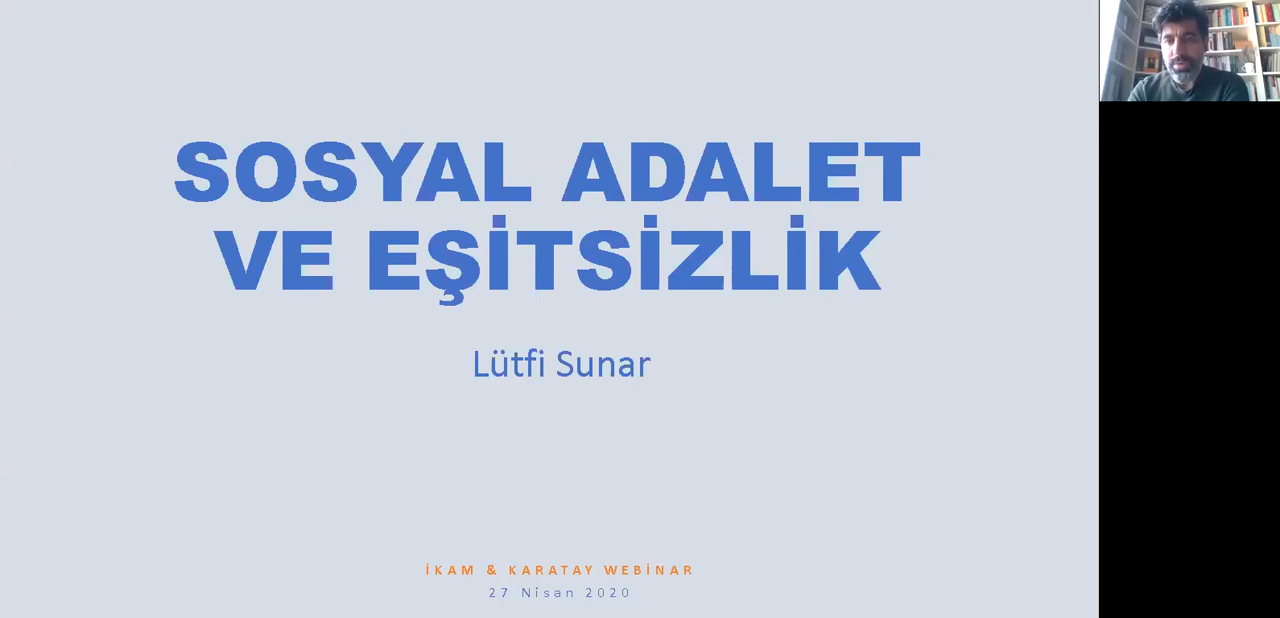 SOSYAL ADALET
VE EŞİTSİZLİK
Lütfi Sunar
İKAM & KARATAY WEBİNAR
27 Nisan 2020